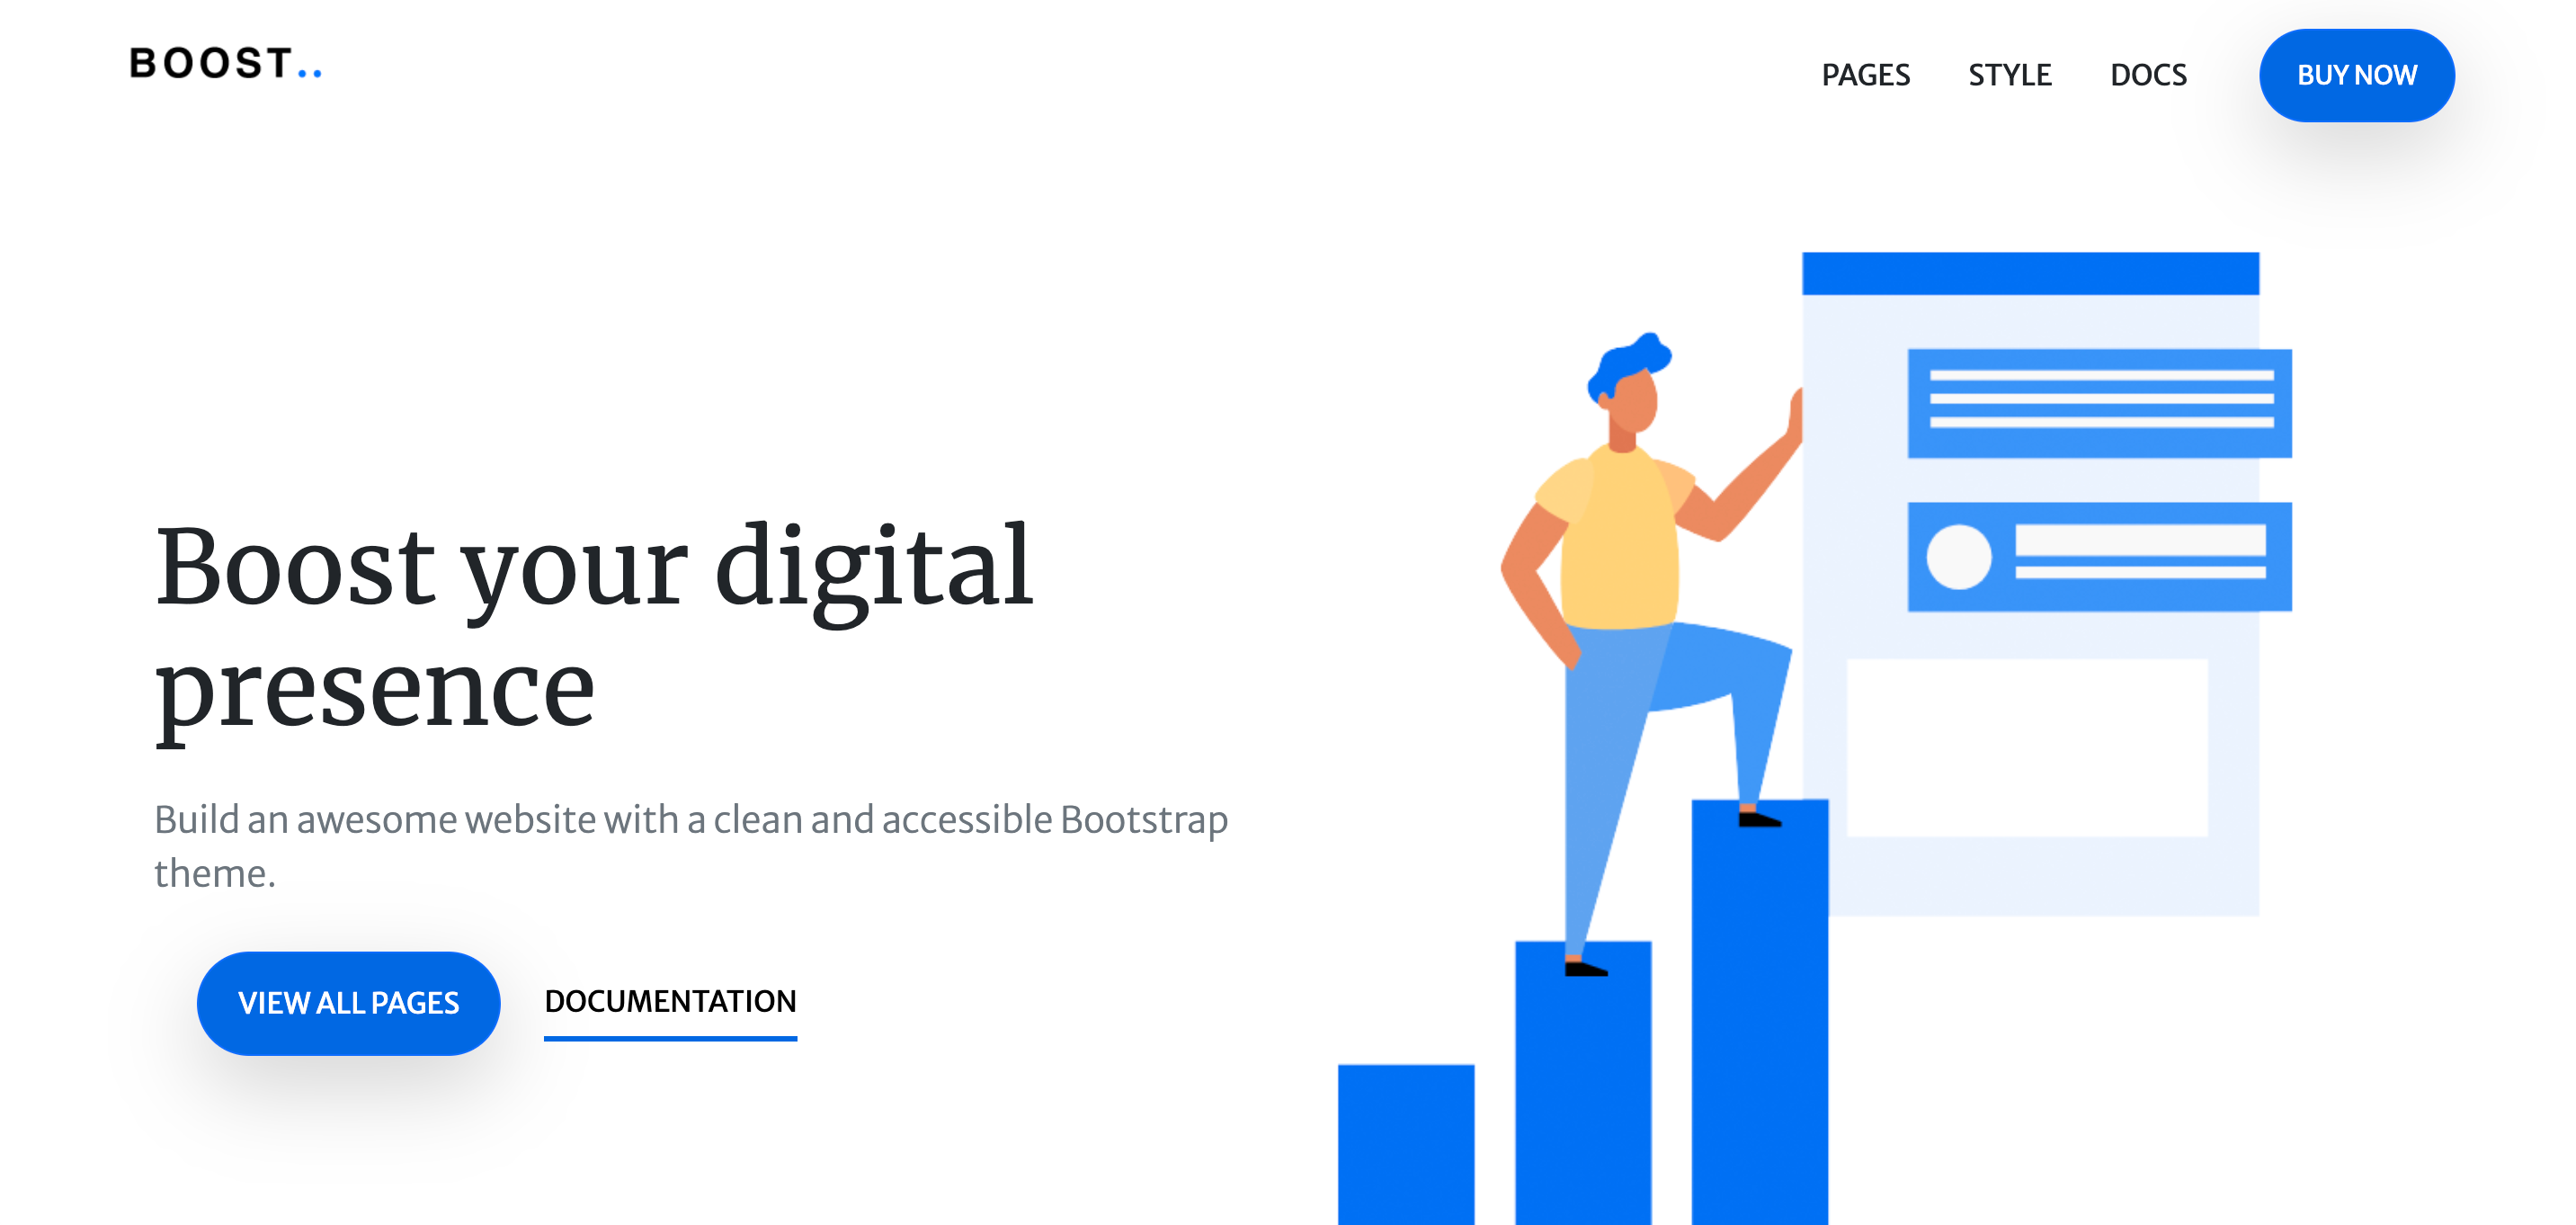 BOOST..
PAGES STYLE DOCS BUY NOW
Boost your digital
presence
Build an awesome website with a clean and accessible Bootstrap
theme.
VIEW ALL PAGES DOCUMENTATION